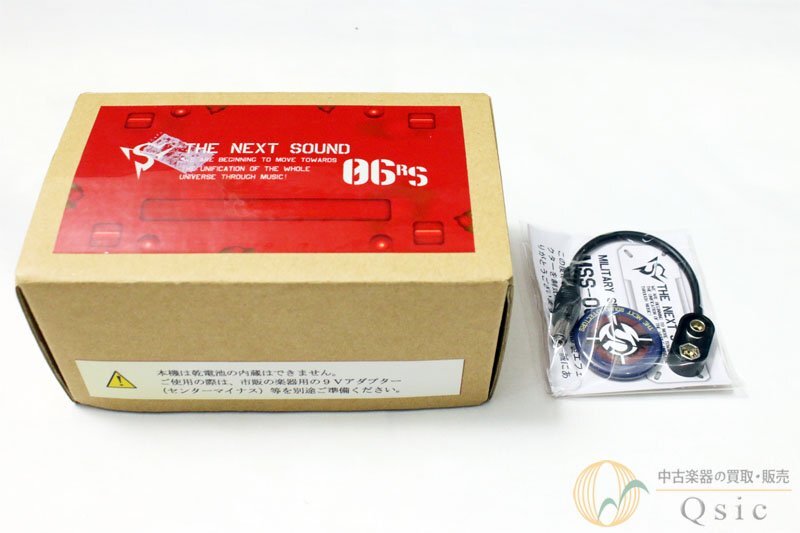 THE NEXT SOUND
WE ARE BEGINNING TO MOVE TOWARDS
THE UNIFICATION OF THE WHOLE
UNIVERSE THROUGH MUSIC!
06RS
本機は乾電池の内蔵はできません。
ご使用の際は、市販の楽器用の9Vアダプター
(センターマイナス)等を別途ご準備ください。
THE NEXT
MILITARY
中古楽器の買取・販売
Qsic